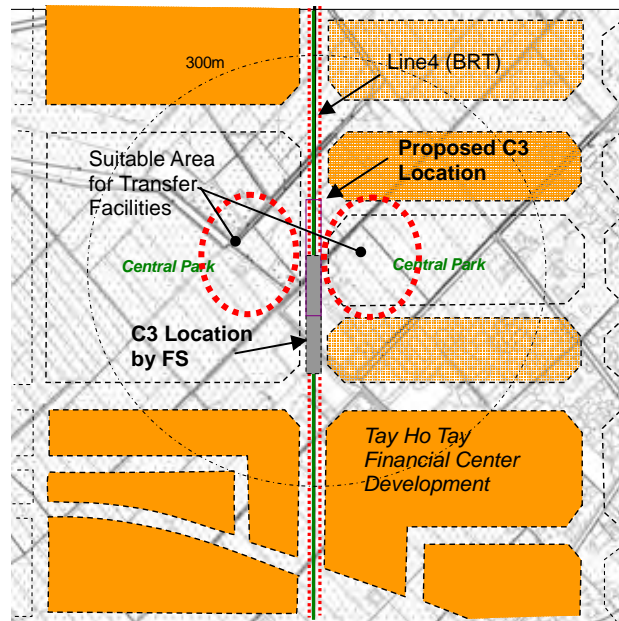 300m
Line4 (BRT)
Proposed C3
Location
Suitable Area
for Transfer
Facilities
Central Park
Central Park
C3 Location
by FS
Tay Ho Tay
Financial Center
Development